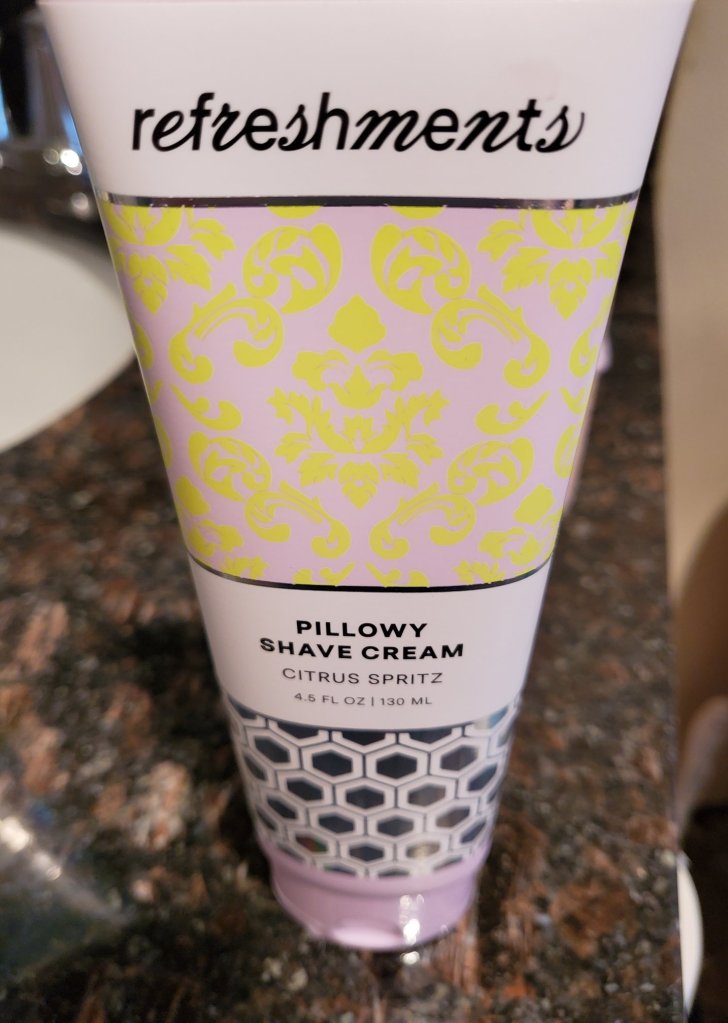 refreshments
PILLOWY
SHAVE CREAM
CITRUS SPRITZ
4.5 FL OZ | 130 ML